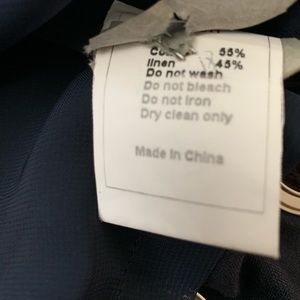 55%
linen 45%
Do not wash
Do not bleach
Do not iron
Dry clean only
Made in China